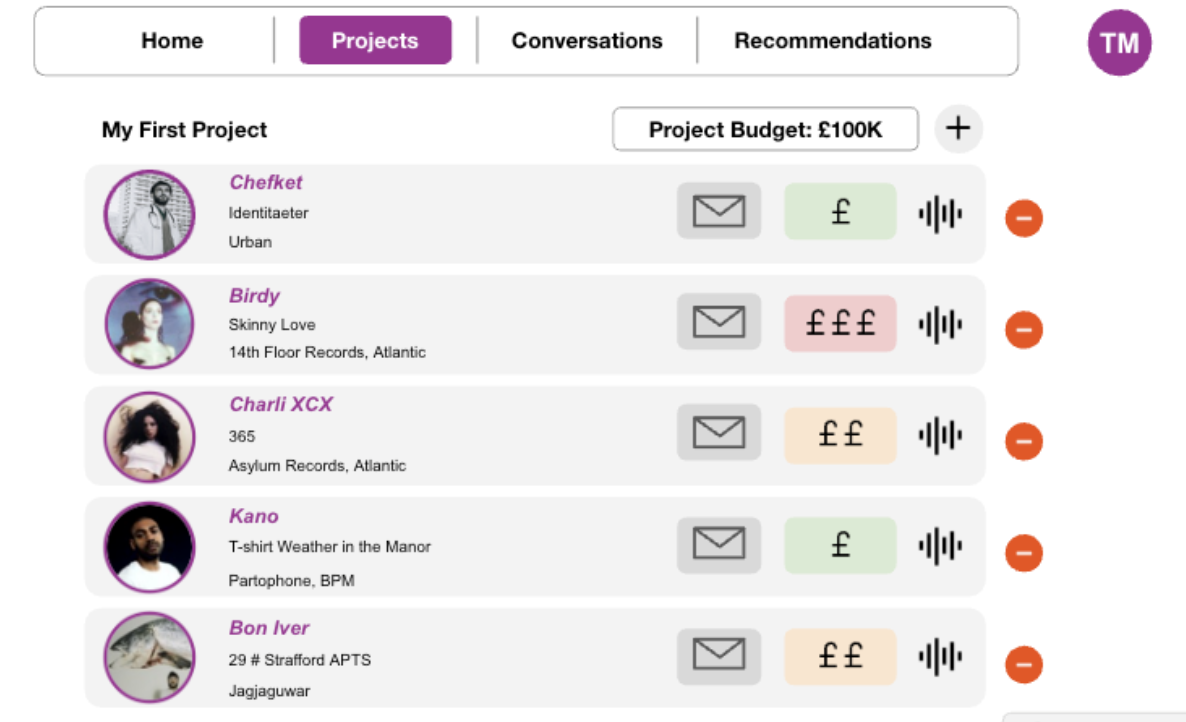 Home
Projects
Conversations
Recommendations
TM
My First Project
Project Budget: £100K
+
Chefket
Identitaeter
Urban
£
Birdy
Skinny Love
14th Floor Records, Atlantic
£££
Charli XCX
365
Asylum Records, Atlantic
££
Kano
T-shirt Weather in the Manor
Partophone, BPM
£
Bon Iver
29 # Strafford APTS
Jagjaguwar
££